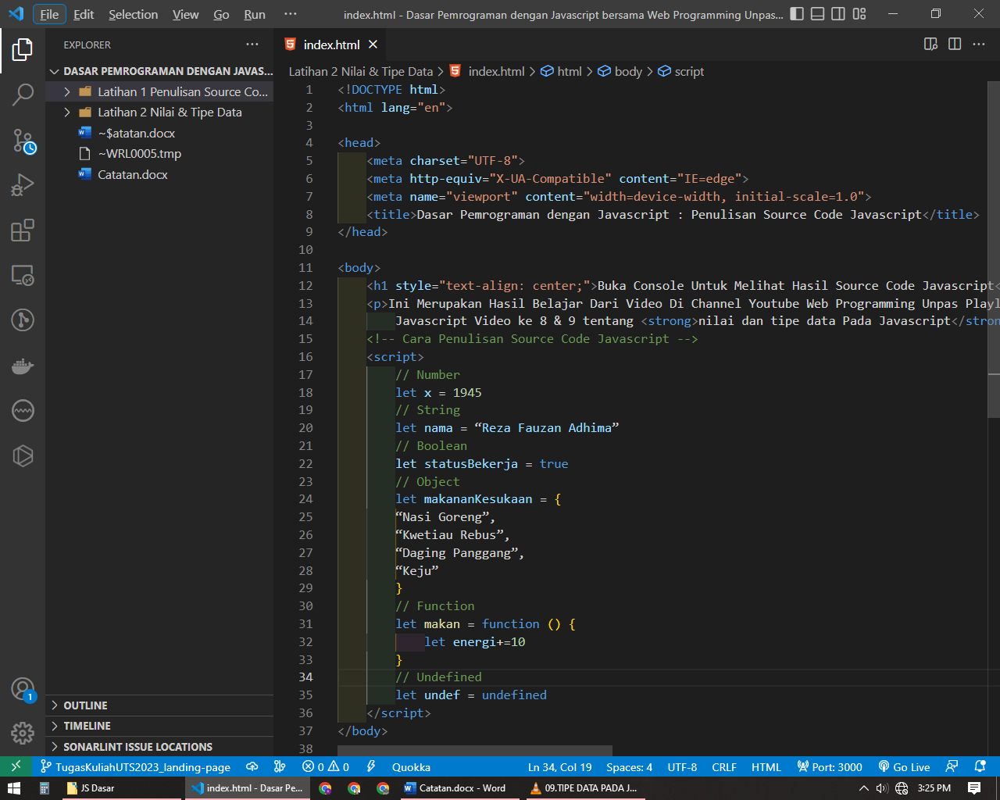 File Edit Selection View Go Run ··· index.html - Dasar Pemrograman dengan Javascript bersama Web Programming Unpas...
EXPLORER ···
DASAR PEMROGRAMAN DENGAN JAVAS...
Latihan 1 Penulisan Source Co...
Latihan 2 Nilai & Tipe Data
~$atatan.docx
~WRL0005.tmp
Catatan.docx
OUTLINE
TIMELINE
SONARLINT ISSUE LOCATIONS
index.html
Latihan 2 Nilai & Tipe Data > index.html > html > body > script
1 <!DOCTYPE html>
2 <html lang="en">
3
4 <head>
5 <meta charset="UTF-8">
6 <meta http-equiv="X-UA-Compatible" content="IE=edge">
7 <meta name="viewport" content="width=device-width, initial-scale=1.0">
8 <title>Dasar Pemrograman dengan Javascript : Penulisan Source Code Javascript</title>
9 </head>
10
11 <body>
12 <h1 style="text-align: center;">Buka Console Untuk Melihat Hasil Source Code Javascript<
13 <p>Ini Merupakan Hasil Belajar Dari Video Di Channel Youtube Web Programming Unpas Playl
14 Javascript Video ke 8 & 9 tentang <strong>nilai dan tipe data Pada Javascript</stron
15 <!-- Cara Penulisan Source Code Javascript -->
16 <script>
17 // Number
18 let x = 1945
19 // String
20 let nama = “Reza Fauzan Adhima”
21 // Boolean
22 let statusBekerja = true
23 // Object
24 let makananKesukaan = {
25 “Nasi Goreng”,
26 “Kwetiau Rebus”,
27 “Daging Panggang”,
28 “Keju”
29 }
30 // Function
31 let makan = function () {
32 let energi+=10
33 }
34 // Undefined
35 let undef = undefined
36 </script>
37 </body>
38
1
TugasKuliahUTS2023_landing-page 0 0 Quokka Ln 34, Col 19 Spaces: 4 UTF-8 CRLF HTML Port: 3000 Go Live
JS Dasar index.html - Dasar Pe... Catatan.docx - Word 09.TIPE DATA PADA J... 3:25 PM